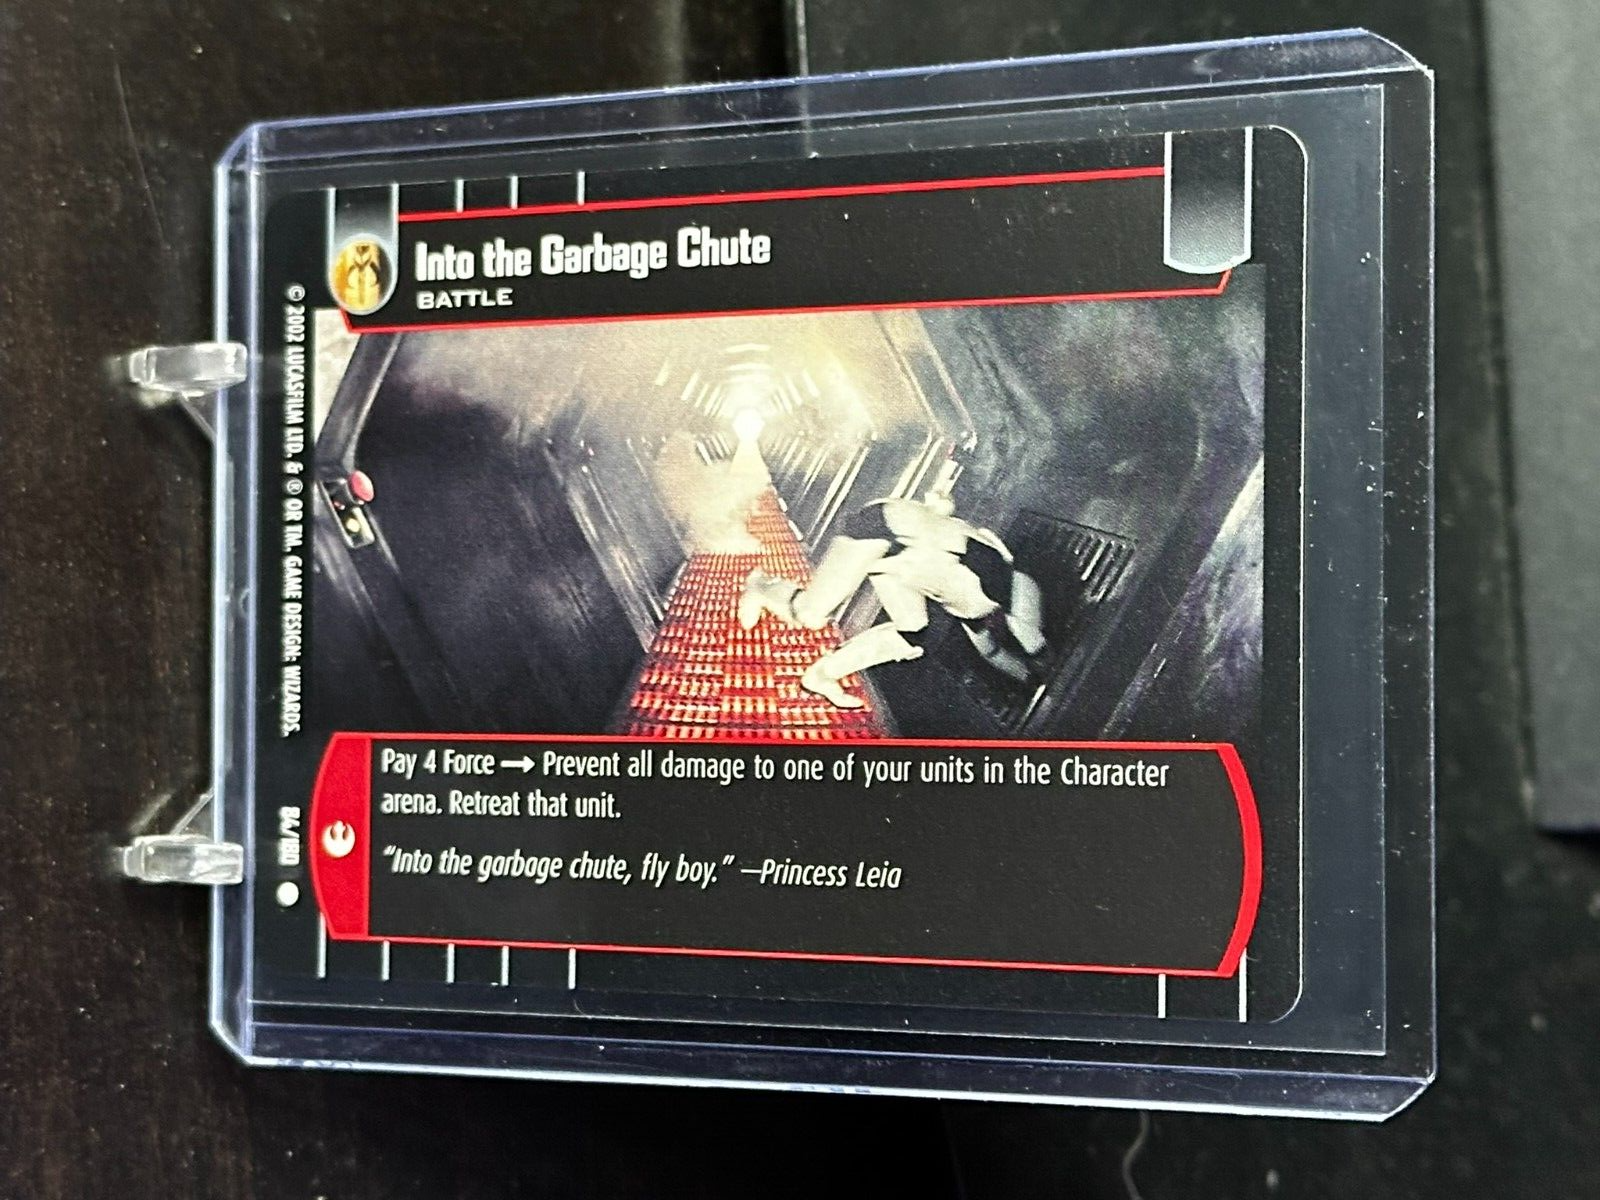 Into the Garbage Chute
BATTLE
Pay 4 Force → Prevent all damage to one of your units in the Character
arena. Retreat that unit.
“Into the garbage chute, fly boy.” —Princess Leia
© 2002 LUCASFILM LTD. & ® OR TM. GAME DESIGN: WIZARDS.
84/180